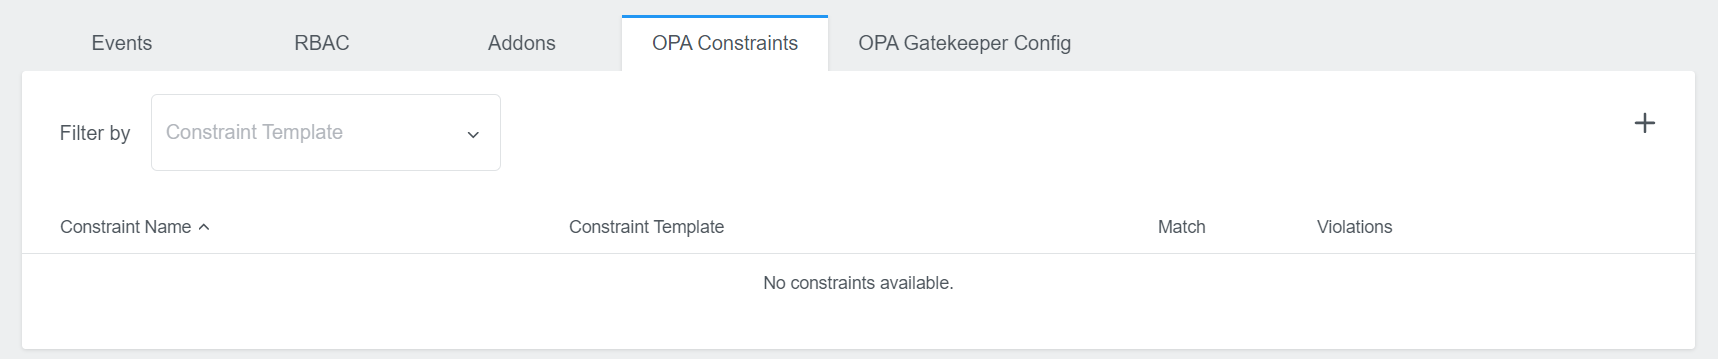 Events RBAC Addons OPA Constraints OPA Gatekeeper Config
Filter by Constraint Template
Constraint Name Constraint Template Match Violations
No constraints available.